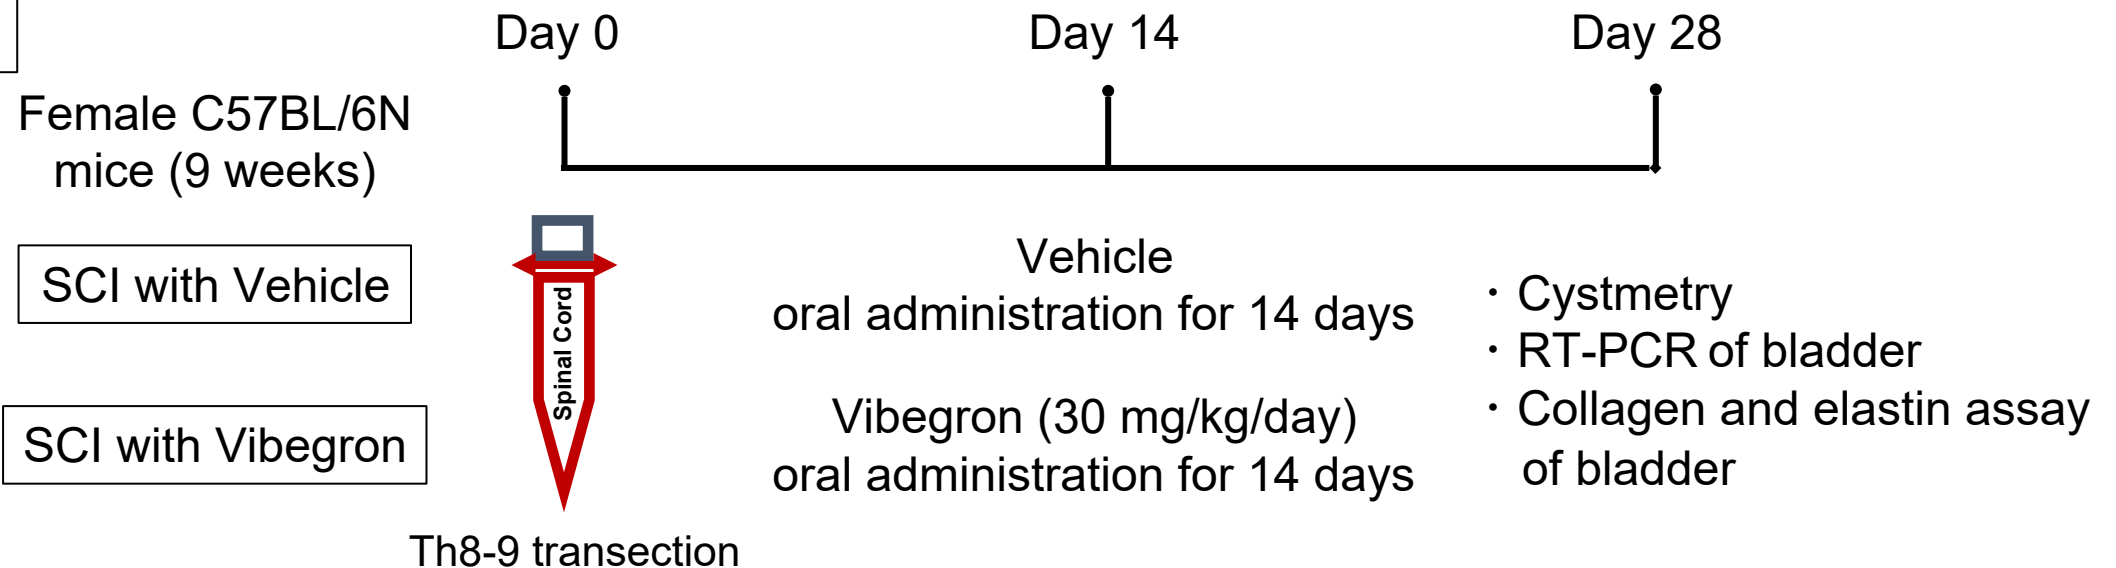 Day 0
Day 14
Day 28
Female C57BL/6N
mice (9 weeks)
SCI with Vehicle
SCI with Vibegron
Spinal Cord
Th8-9 transection
Vehicle
oral administration for 14 days
Vibegron (30 mg/kg/day)
oral administration for 14 days
・Cystmetry
・RT-PCR of bladder
・Collagen and elastin assay
of bladder